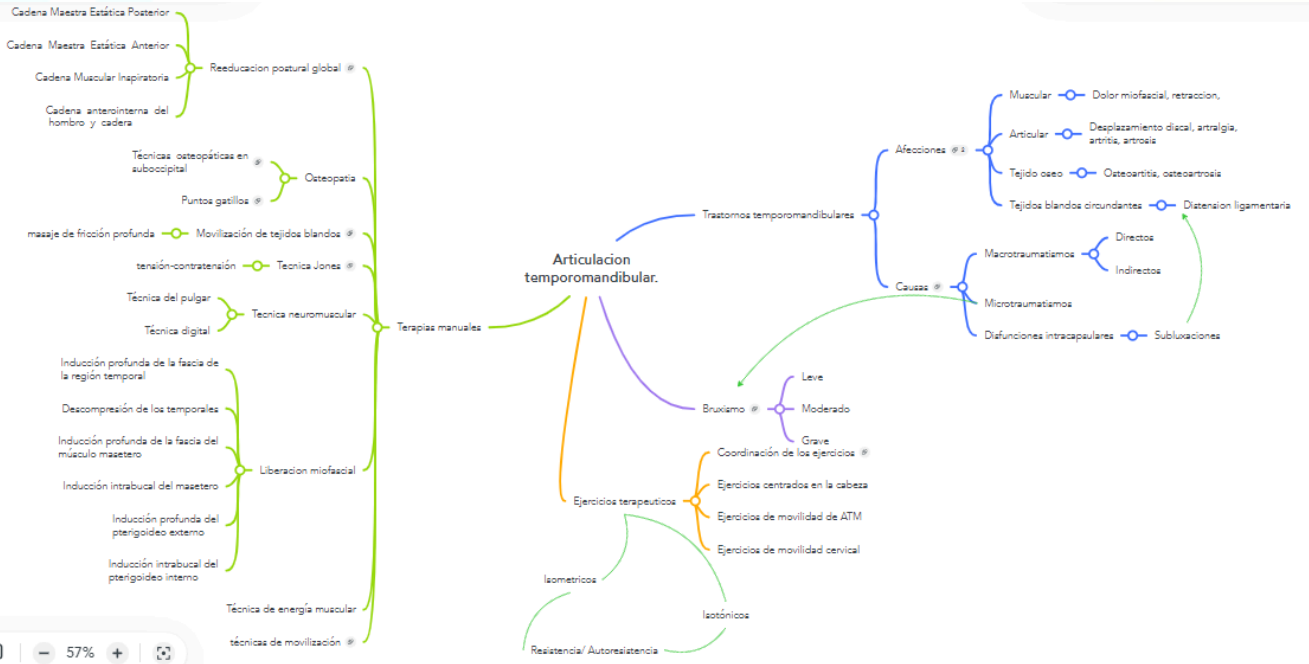 Cadena Maestra Estática Posterior
Cadena Maestra Estática Anterior
Cadena Muscular Inspiratoria
Cadena anterointerna del
hombro y cadera
Reeducacion postural global
Técnicas osteopáticas en
suboccipital
Puntos gatillos
Osteopatia
masaje de fricción profunda
Movilización de tejidos blandos
tensión-contratensión
Tecnica Jones
Técnica del pulgar
Técnica digital
Tecnica neuromuscular
Terapias manuales
Inducción profunda de la fascia de
la región temporal
Descompresión de los temporales
Inducción profunda de la fascia del
músculo masetero
Inducción intrabucal del masetero
Inducción profunda del
pterigoideo externo
Inducción intrabucal del
pterigoideo interno
Liberacion miofascial
Técnica de energía muscular
técnicas de movilización
Articulacion
temporomandibular.
Trastornos temporomandibulares
Afecciones
Muscular
Dolor miofascial, retraccion,
Articular
Desplazamiento discal, artralgia,
artritis, artrosis
Tejido oseo
Osteoartitis, osteoartrosis
Tejidos blandos circundantes
Distension ligamentaria
Causas
Macrotraumatismos
Directos
Indirectos
Microtraumatismos
Disfunciones intracapsulares
Subluxaciones
Bruxismo
Leve
Moderado
Grave
Ejercicios terapeuticos
Coordinación de los ejercicios
Ejercicios centrados en la cabeza
Ejercicios de movilidad de ATM
Ejercicios de movilidad cervical
Isometricos
Isotónicos
Resistencia/ Autoresistencia
57%